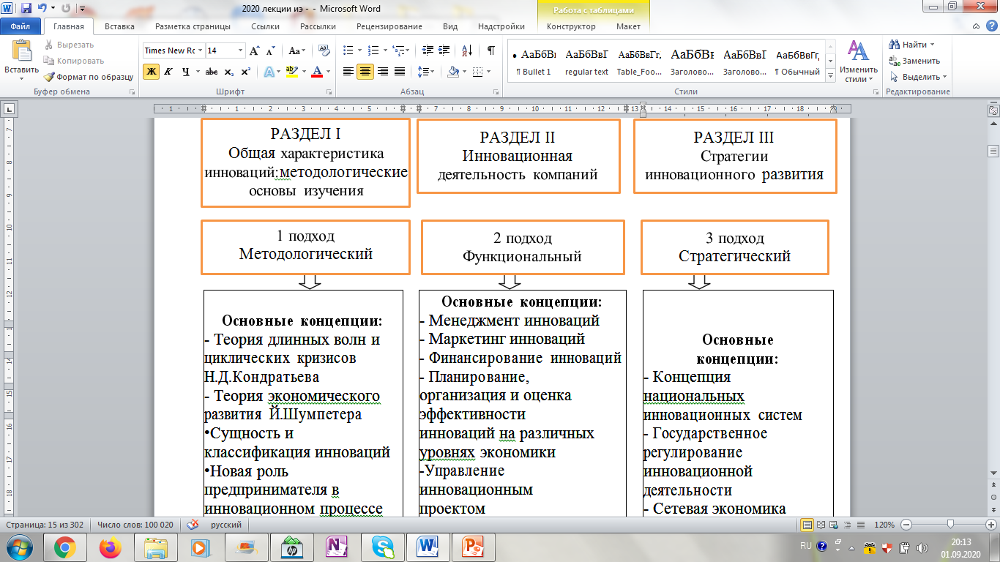 2020 лекции иэ - - Microsoft Word
Работа с таблицами
Файл
Главная
Вставка
Разметка страницы
Ссылки
Рассылки
Рецензирование
Вид
Надстройки
Конструктор
Макет
Вставить
Вырезать
Копировать
Формат по образцу
Буфер обмена
Times New Ro
14
Шрифт
Абзац
АаБбВı
¶ Bullet 1
АаБбВвГ
regular text
АаБбВвГг,
Table_Foo...
АаБбВв
Заголово...
АаБбВвГ
Заголово...
АаБбВвГг,
¶ Обычный
Стили
Изменить
стили
Найти
Заменить
Выделить
Редактирование
РАЗДЕЛ I
Общая характеристика
инноваций:методологические
основы изучения
РАЗДЕЛ II
Инновационная
деятельность компаний
РАЗДЕЛ III
Стратегии
инновационного развития
1 подход
Методологический
2 подход
Функциональный
3 подход
Стратегический
Основные концепции:
- Теория длинных волн и
циклических кризисов
Н.Д.Кондратьева
- Теория экономического
развития Й.Шумпетера
•Сущность и
классификация инноваций
•Новая роль
предпринимателя в
инновационном процессе
Основные концепции:
- Менеджмент инноваций
- Маркетинг инноваций
- Финансирование инноваций
- Планирование,
организация и оценка
эффективности
инноваций на различных
уровнях экономики
-Управление
инновационным
проектом
Основные
концепции:
- Концепция
национальных
инновационных систем
- Государственное
регулирование
инновационной
деятельности
- Сетевая экономика
Страница: 15 из 302
Число слов: 100 020
русский
120%
RU
20:13
01.09.2020